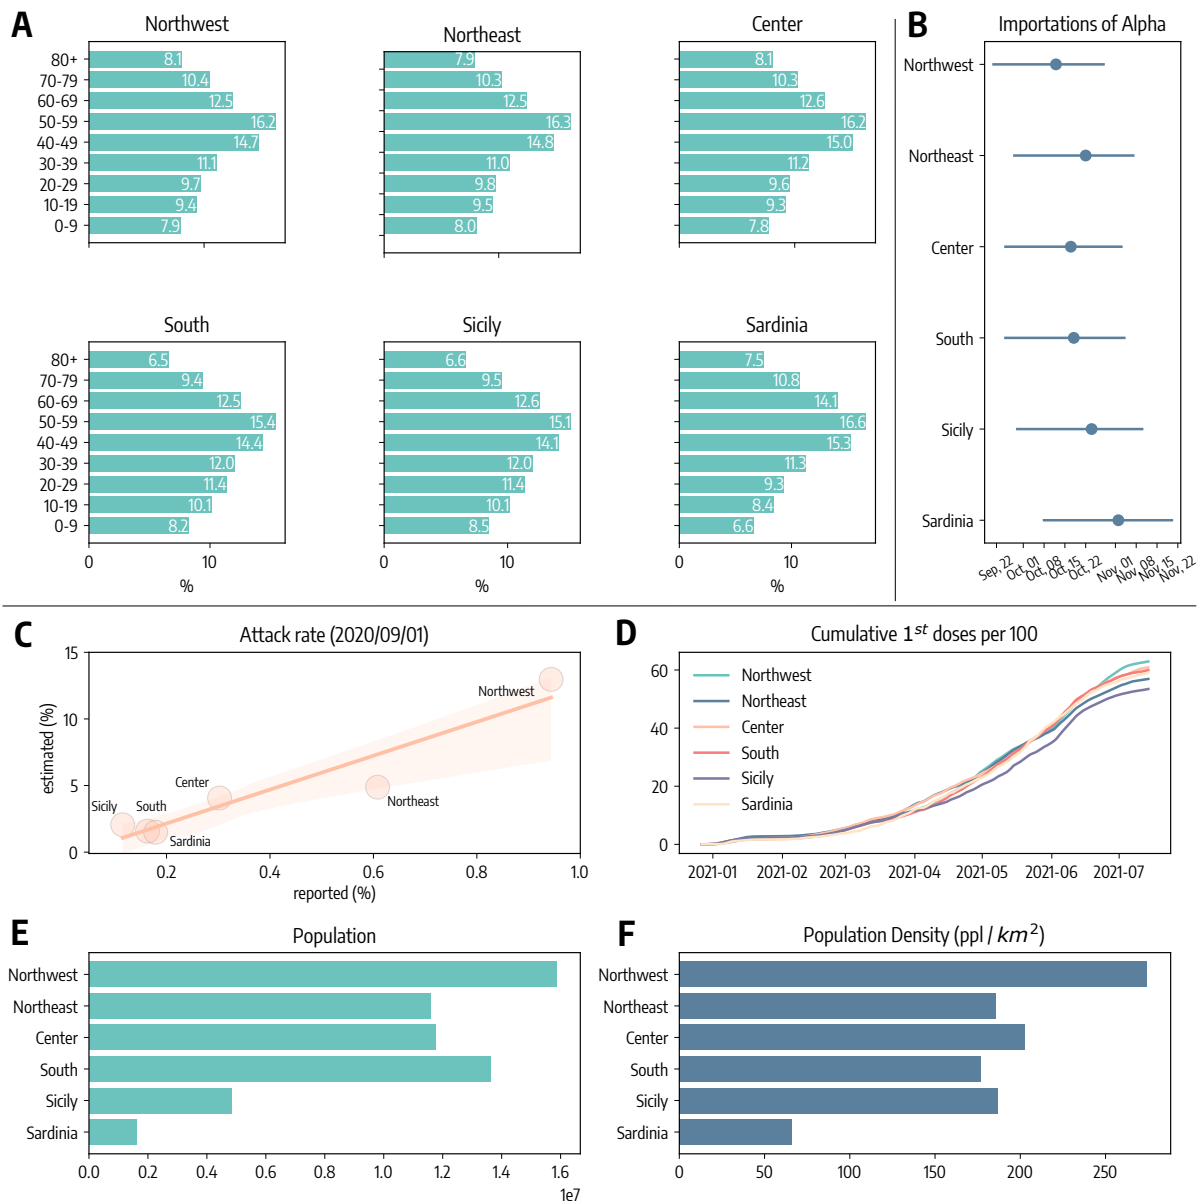 A
Northwest
80+ 8.1
70-79 10.4
60-69 12.5
50-59 16.2
40-49 14.7
30-39 11.1
20-29 9.7
10-19 9.4
0-9 7.9
Northeast
7.9
10.3
12.5
16.3
14.8
11.0
9.8
9.5
8.0
Center
8.1
10.3
12.6
16.2
15.0
11.2
9.6
9.3
7.8
South
80+ 6.5
70-79 9.4
60-69 12.5
50-59 15.4
40-49 14.4
30-39 12.0
20-29 11.4
10-19 10.1
0-9 8.2
0 10
%
Sicily
6.6
9.5
12.6
15.1
14.1
12.0
11.4
10.1
8.5
0 10
%
Sardinia
7.5
10.8
14.1
16.6
15.3
11.3
9.3
8.4
6.6
0 10
%
B
Importations of Alpha
Northwest
Northeast
Center
South
Sicily
Sardinia
Sep, 22 Oct, 01 Oct, 08 Oct, 15 Oct, 22 Nov, 01 Nov, 08 Nov, 15 Nov, 22
C
Attack rate (2020/09/01)
estimated (%)
15
10
5
0
Northwest
Center
Northeast
Sicily
South
Sardinia
0.2 0.4 0.6 0.8 1.0
reported (%)
D
Cumulative 1st doses per 100
60
40
20
0
Northwest
Northeast
Center
South
Sicily
Sardinia
2021-01 2021-02 2021-03 2021-04 2021-05 2021-06 2021-07
E
Population
Northwest
Northeast
Center
South
Sicily
Sardinia
0.0 0.2 0.4 0.6 0.8 1.0 1.2 1.4 1.6
1e7
F
Population Density (ppl / km²)
Northwest
Northeast
Center
South
Sicily
Sardinia
0 50 100 150 200 250